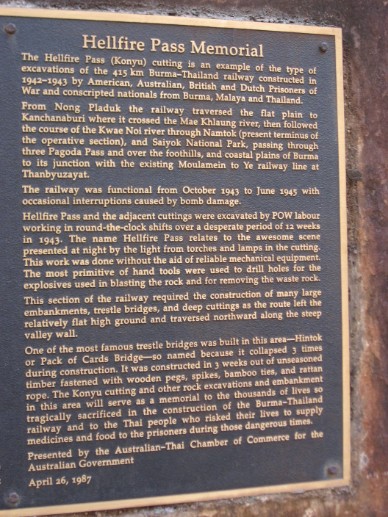 Hellfire Pass Memorial
The Hellfire Pass (Konyu) cutting is an example of the type of
excavations of the 415 km Burma-Thailand railway constructed in
1942-1943 by American, Australian, British and Dutch Prisoners of
War and conscripted nationals from Burma, Malaya and Thailand.
From Nong Pladuk the railway traversed the flat plain to
Kanchanaburi where it crossed the Mae Khlaung river, then followed
the course of the Kwae Noi river through Namtok (present terminus of
the operative section), and Saiyok National Park, passing through
three Pagoda Pass and over the foothills, and coastal plains of Burma
to its junction with the existing Moulamein to Ye railway line at
Thanbyuzayat.
The railway was functional from October 1943 to June 1945 with
occasional interruptions caused by bomb damage.
Hellfire Pass and the adjacent cuttings were excavated by POW labour
working in round-the-clock shifts over a desperate period of 12 weeks
in 1943. The name Hellfire Pass relates to the awesome scene
presented at night by the light from torches and lamps in the cutting.
This work was done without the aid of reliable mechanical equipment.
The most primitive of hand tools were used to drill holes for the
explosives used in blasting the rock and for removing the waste rock.
This section of the railway required the construction of many large
embankments, trestle bridges, and deep cuttings as the route left the
relatively flat high ground and traversed northward along the steep
valley wall.
One of the most famous trestle bridges was built in this area—Hintok
or Pack of Cards Bridge—so named because it collapsed 3 times
during construction. It was constructed in 3 weeks out of unseasoned
timber fastened with wooden pegs, spikes, bamboo ties, and rattan
rope. The Konyu cutting and other rock excavations and embankment
in this area will serve as a memorial to the thousands of lives so
tragically sacrificed in the construction of the Burma-Thailand
railway and to the Thai people who risked their lives to supply
medicines and food to the prisoners during those dangerous times.
Presented by the Australian-Thai Chamber of Commerce for the
Australian Government
April 26, 1987